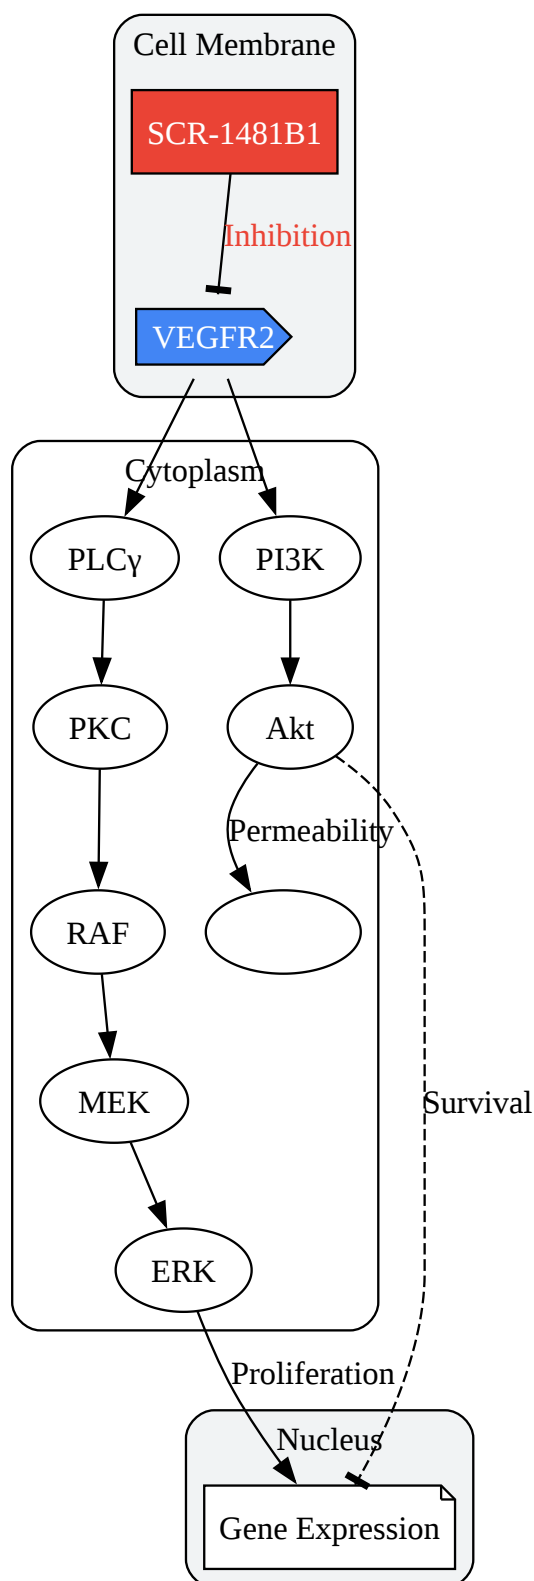 Cell Membrane
SCR-1481B1
Inhibition
VEGFR2
Cytoplasm
PLCγ
PI3K
PKC
Akt
Permeability
RAF
MEK
Survival
ERK
Proliferation
Nucleus
Gene Expression